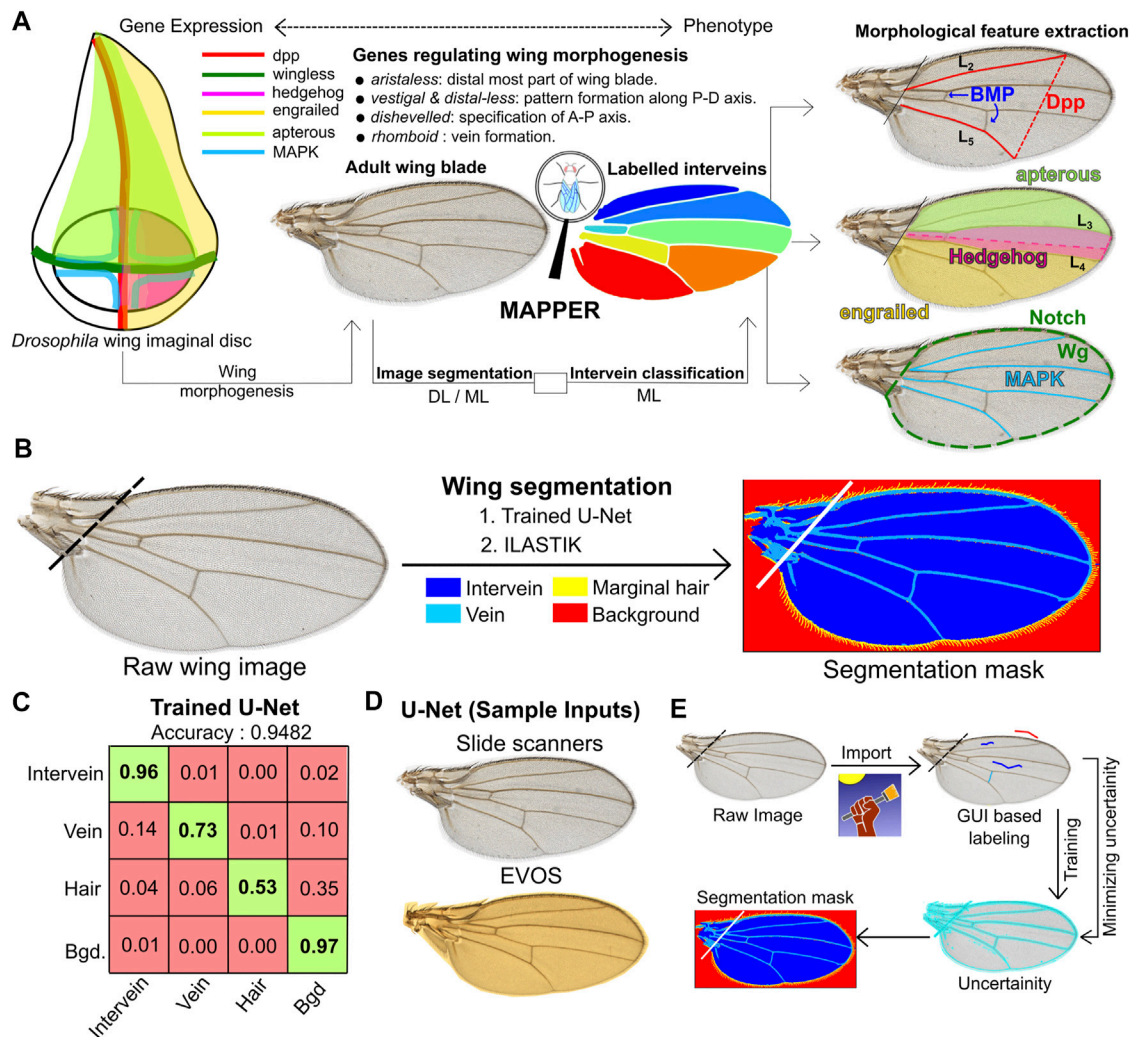 A
Gene Expression
Phenotype
dpp
wingless
hedgehog
engrailed
apterous
MAPK
Genes regulating wing morphogenesis
● aristaless: distal most part of wing blade.
● vestigal & distal-less: pattern formation along P-D axis.
● dishevelled: specification of A-P axis.
● rhomboid : vein formation.
Adult wing blade
Labelled interveins
MAPPER
Drosophila wing imaginal disc
Wing
morphogenesis
Image segmentation
DL / ML
Intervein classification
ML
Morphological feature extraction
L2
BMP
Dpp
L5
apterous
L3
Hedgehog
L4
engrailed
Notch
Wg
MAPK
B
Raw wing image
Wing segmentation
1. Trained U-Net
2. ILASTIK
Intervein
Marginal hair
Vein
Background
Segmentation mask
C
Trained U-Net
Accuracy : 0.9482
Intervein 0.96 0.01 0.00 0.02
Vein 0.14 0.73 0.01 0.10
Hair 0.04 0.06 0.53 0.35
Bgd. 0.01 0.00 0.00 0.97
Intervein Vein Hair Bgd
D
U-Net (Sample Inputs)
Slide scanners
EVOS
E
Raw Image
Import
GUI based
labeling
Training
Minimizing uncertainity
Uncertainity
Segmentation mask